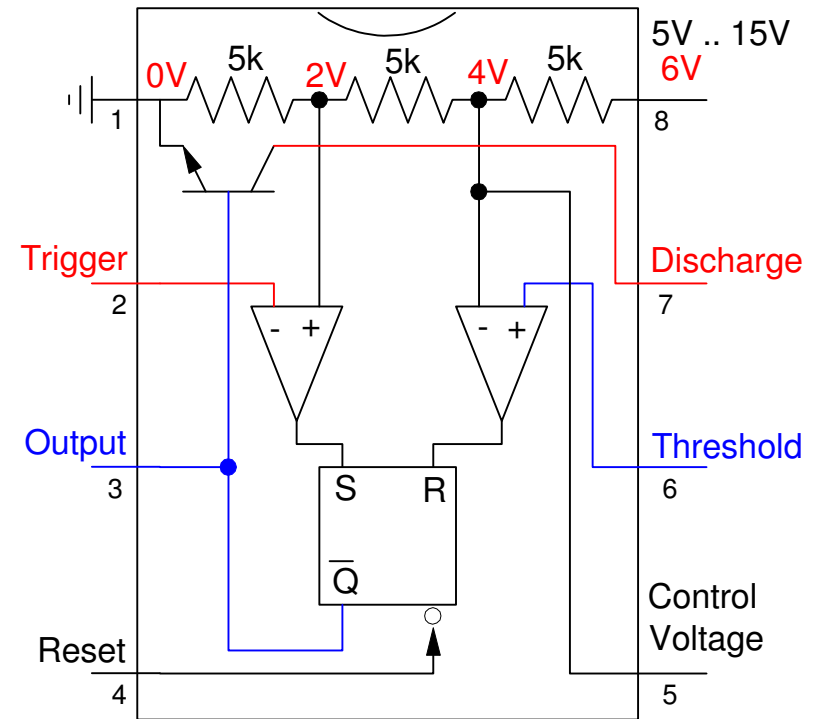 5V .. 15V
0V 5k 2V 5k 4V 5k 6V
1 8
Trigger Discharge
2 7
- + - +
Output Threshold
3 6
S R
Q̅
Control
Voltage
Reset
4 5